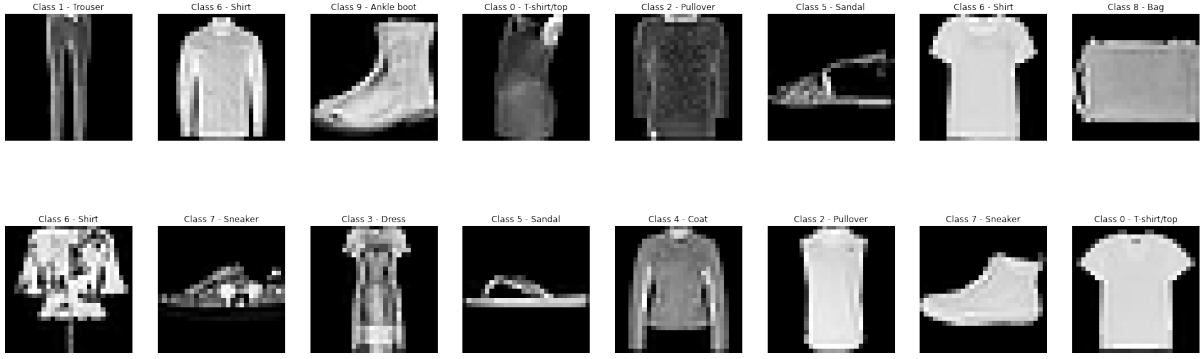 Class 1 - Trouser
Class 6 - Shirt
Class 9 - Ankle boot
Class 0 - T-shirt/top
Class 2 - Pullover
Class 5 - Sandal
Class 6 - Shirt
Class 8 - Bag
Class 6 - Shirt
Class 7 - Sneaker
Class 3 - Dress
Class 5 - Sandal
Class 4 - Coat
Class 2 - Pullover
Class 7 - Sneaker
Class 0 - T-shirt/top